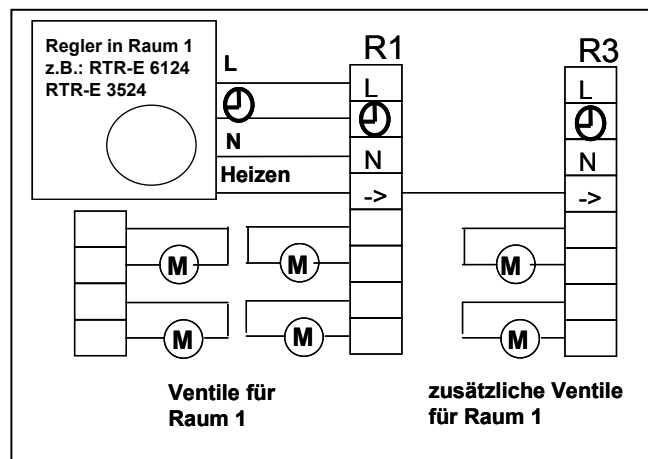 Regler in Raum 1
z.B.: RTR-E 6124
RTR-E 3524
L
N
Heizen
R1
L
N
->
R3
L
N
->
M
M
M
M
M
M
Ventile für
Raum 1
zusätzliche Ventile
für Raum 1